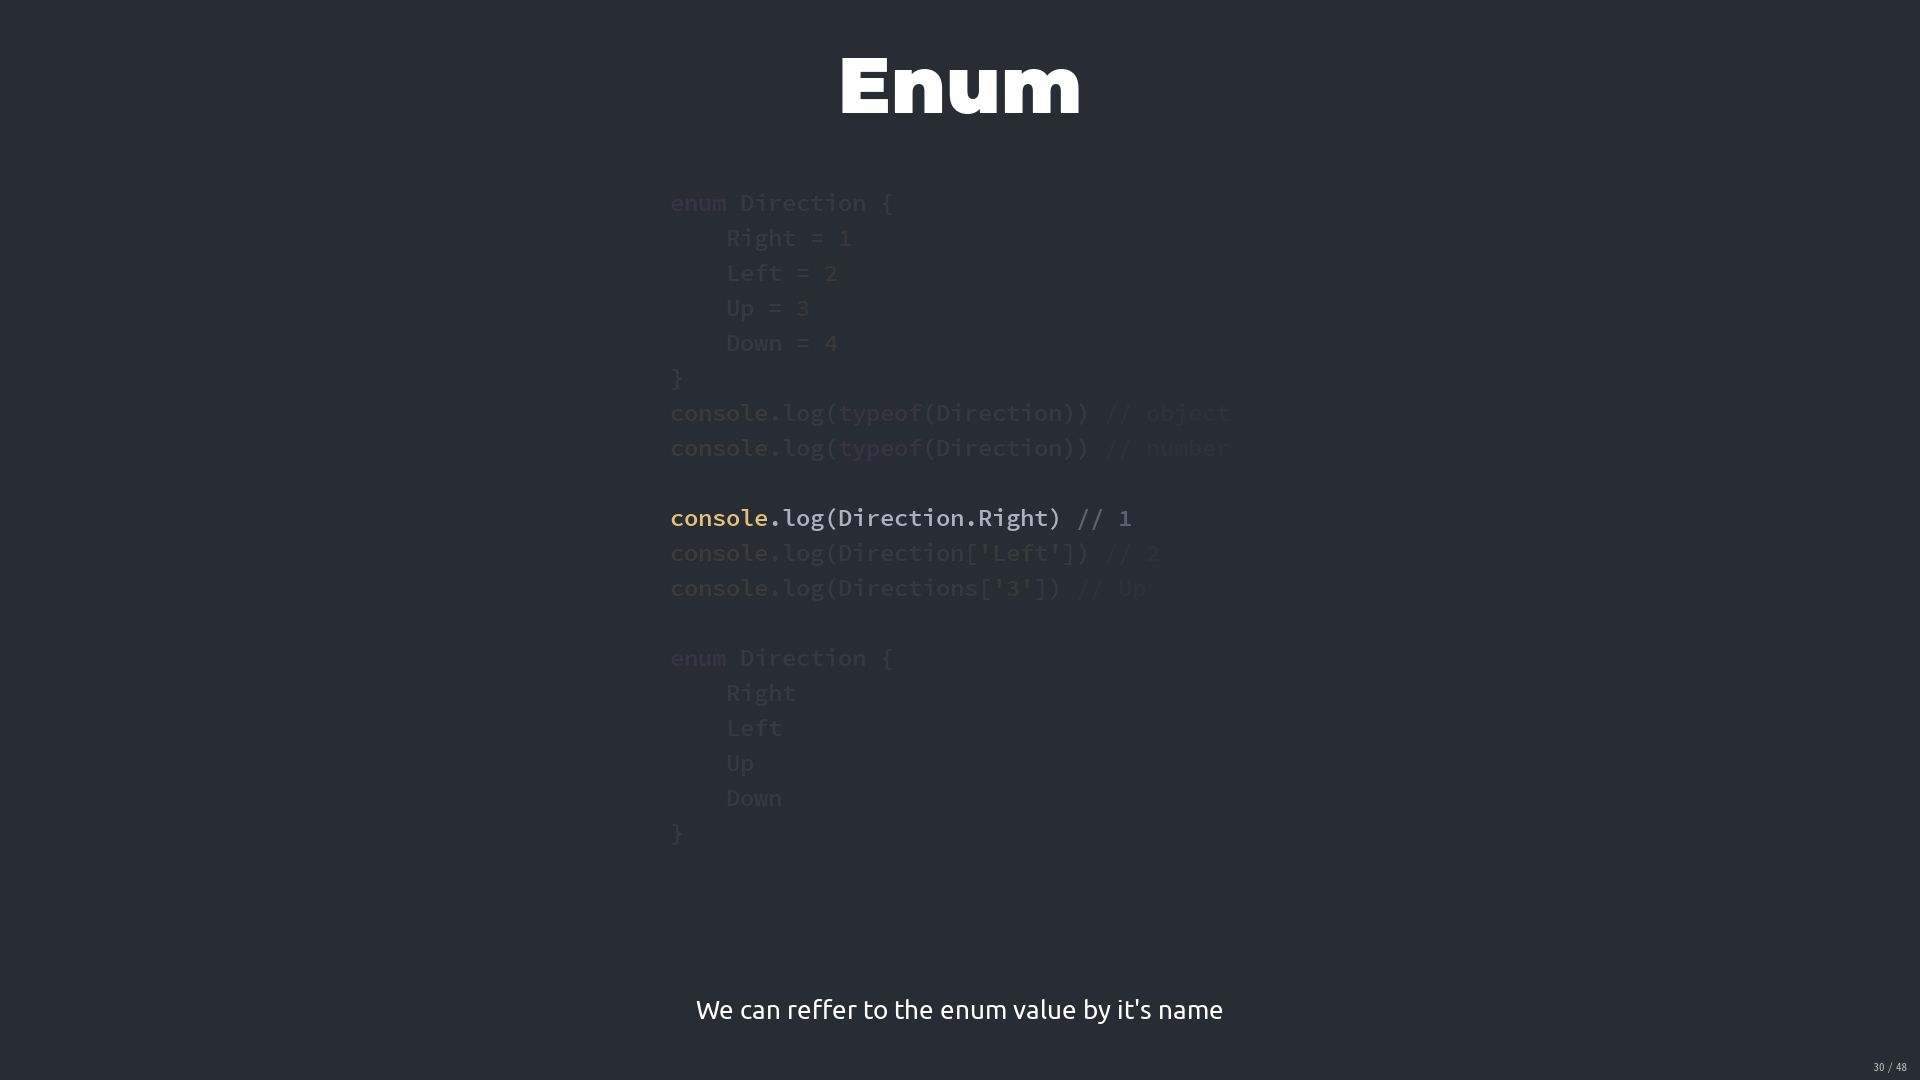 Enum
enum Direction {
    Right = 1
    Left = 2
    Up = 3
    Down = 4
}
console.log(typeof(Direction)) // object
console.log(typeof(Direction)) // number
console.log(Direction.Right) // 1
console.log(Direction['Left']) // 2
console.log(Directions['3']) // Up
enum Direction {
    Right
    Left
    Up
    Down
}
We can reffer to the enum value by it's name
30 / 48